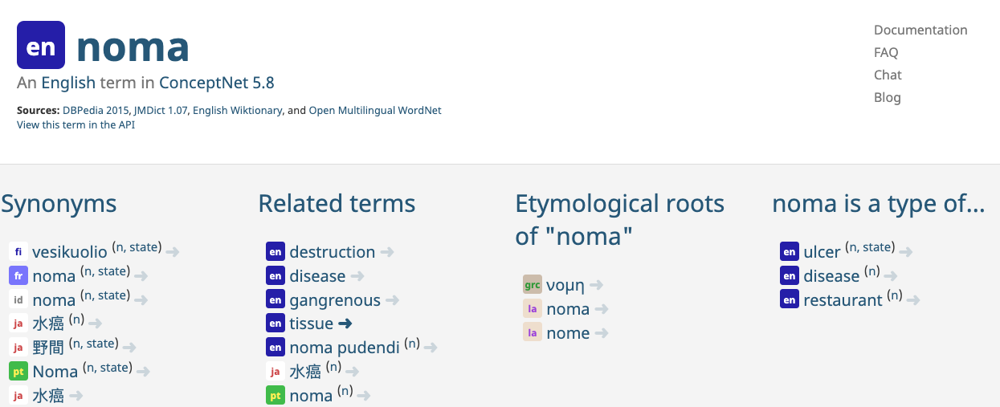 en noma
An English term in ConceptNet 5.8
Sources: DBPedia 2015, JMDict 1.07, English Wiktionary, and Open Multilingual WordNet
View this term in the API
Documentation
FAQ
Chat
Blog
Synonyms
fi vesikuolio (n, state) ➜
fr noma (n, state) ➜
id noma (n, state) ➜
ja 水癌 (n) ➜
ja 野間 (n, state) ➜
pt Noma (n, state) ➜
ja 水癌 ➜
Related terms
en destruction ➜
en disease ➜
en gangrenous ➜
en tissue ➜
en noma pudendi (n) ➜
ja 水癌 (n) ➜
pt noma (n) ➜
Etymological roots
of "noma"
grc νομη ➜
la noma ➜
la nome ➜
noma is a type of...
en ulcer (n, state) ➜
en disease (n) ➜
en restaurant (n) ➜